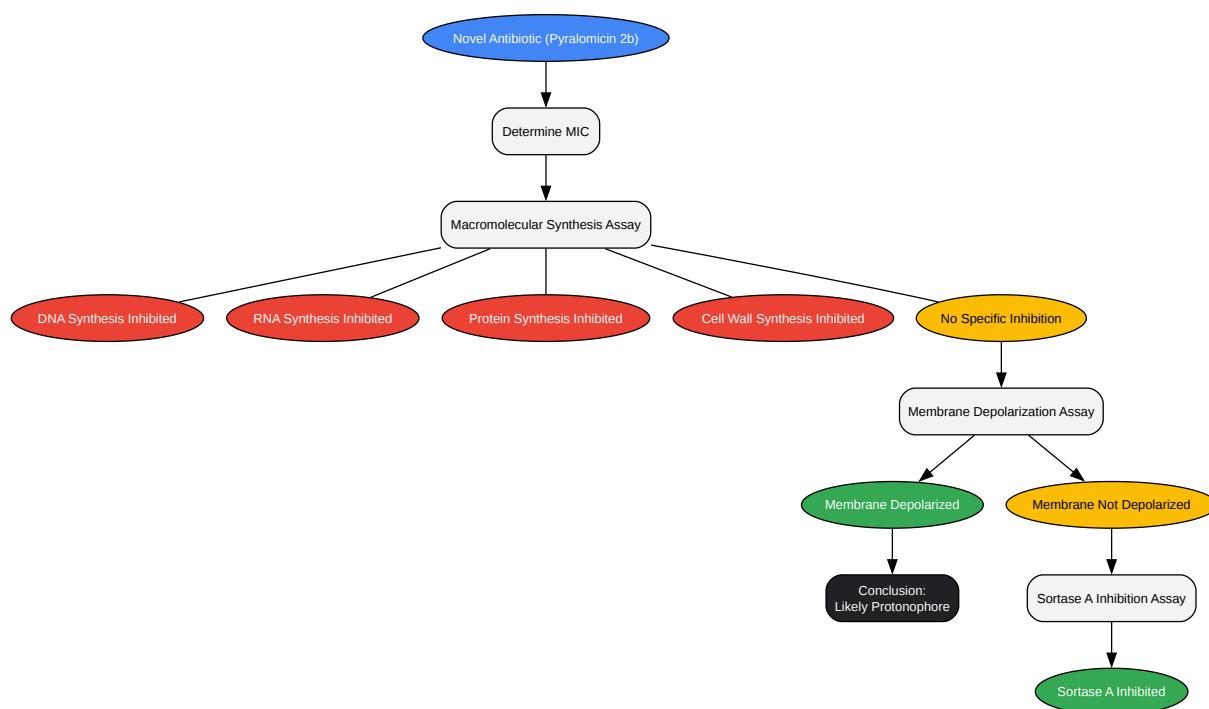 Novel Antibiotic (Pyralomicin 2b)
Determine MIC
Macromolecular Synthesis Assay
DNA Synthesis Inhibited
RNA Synthesis Inhibited
Protein Synthesis Inhibited
Cell Wall Synthesis Inhibited
No Specific Inhibition
Membrane Depolarization Assay
Membrane Depolarized
Membrane Not Depolarized
Conclusion:
Likely Protonophore
Sortase A Inhibition Assay
Sortase A Inhibited